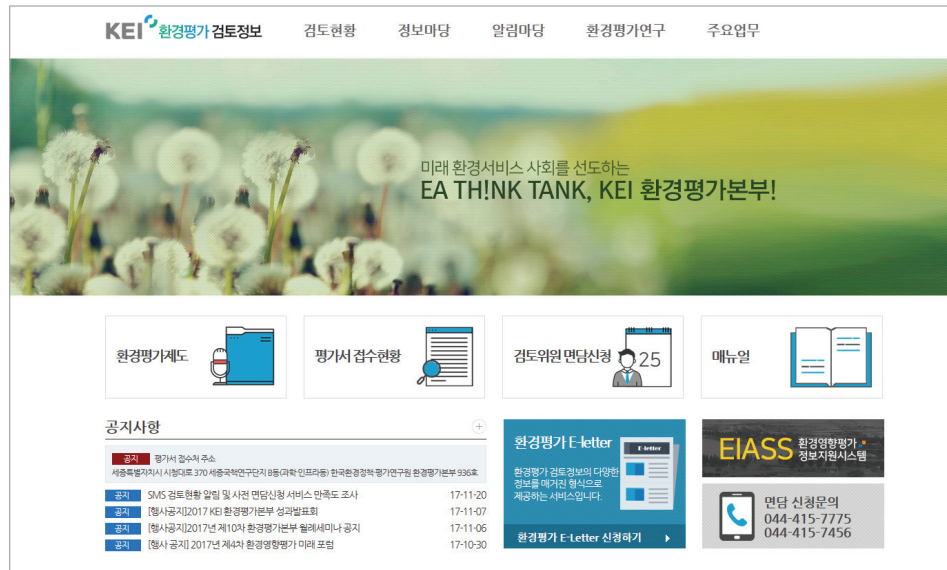 KEI 환경평가 검토정보
검토현황 경보마당 알림마당 환경평가연구 주요업무
미래 환경서비스 사회를 선도하는
EA TH!NK TANK, KEI 환경평가본부!
환경평가제도
평가서 접수현황
검토위원 면담신청
25
매뉴얼
공지사항
공지 평가서 접수처 주소
세종특별자치시 시청대로 370 세종국책연구단지 8동(과학·인프라동) 한국환경정책·평가연구원 환경평가본부 936호
공지 SMS 검토현황 알림 및 사전 면담신청 서비스 만족도 조사 17-11-20
공지 [행사공지]2017 KEI 환경평가본부 성과발표회 17-11-07
공지 [행사공지]2017년 제10차 환경평가본부 월례세미나 공지 17-11-06
공지 [행사 공지] 2017년 제4차 환경영향평가 미래 포럼 17-10-30
환경평가 E-letter
E-letter
환경평가 검토정보의 다양한
정보를 매거진 형식으로
제공하는 서비스입니다.
환경평가 E-Letter 신청하기
EIASS 환경영향평가
정보지원시스템
면담 신청문의
044-415-7775
044-415-7456